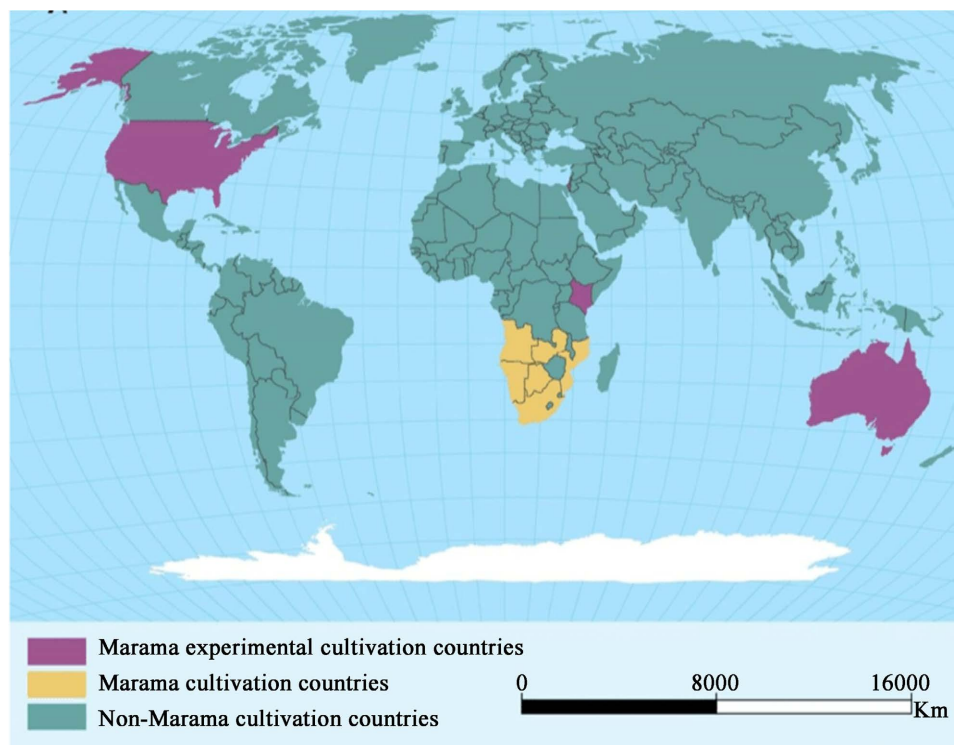 Marama experimental cultivation countries
Marama cultivation countries
Non-Marama cultivation countries
0 8000 16000
Km